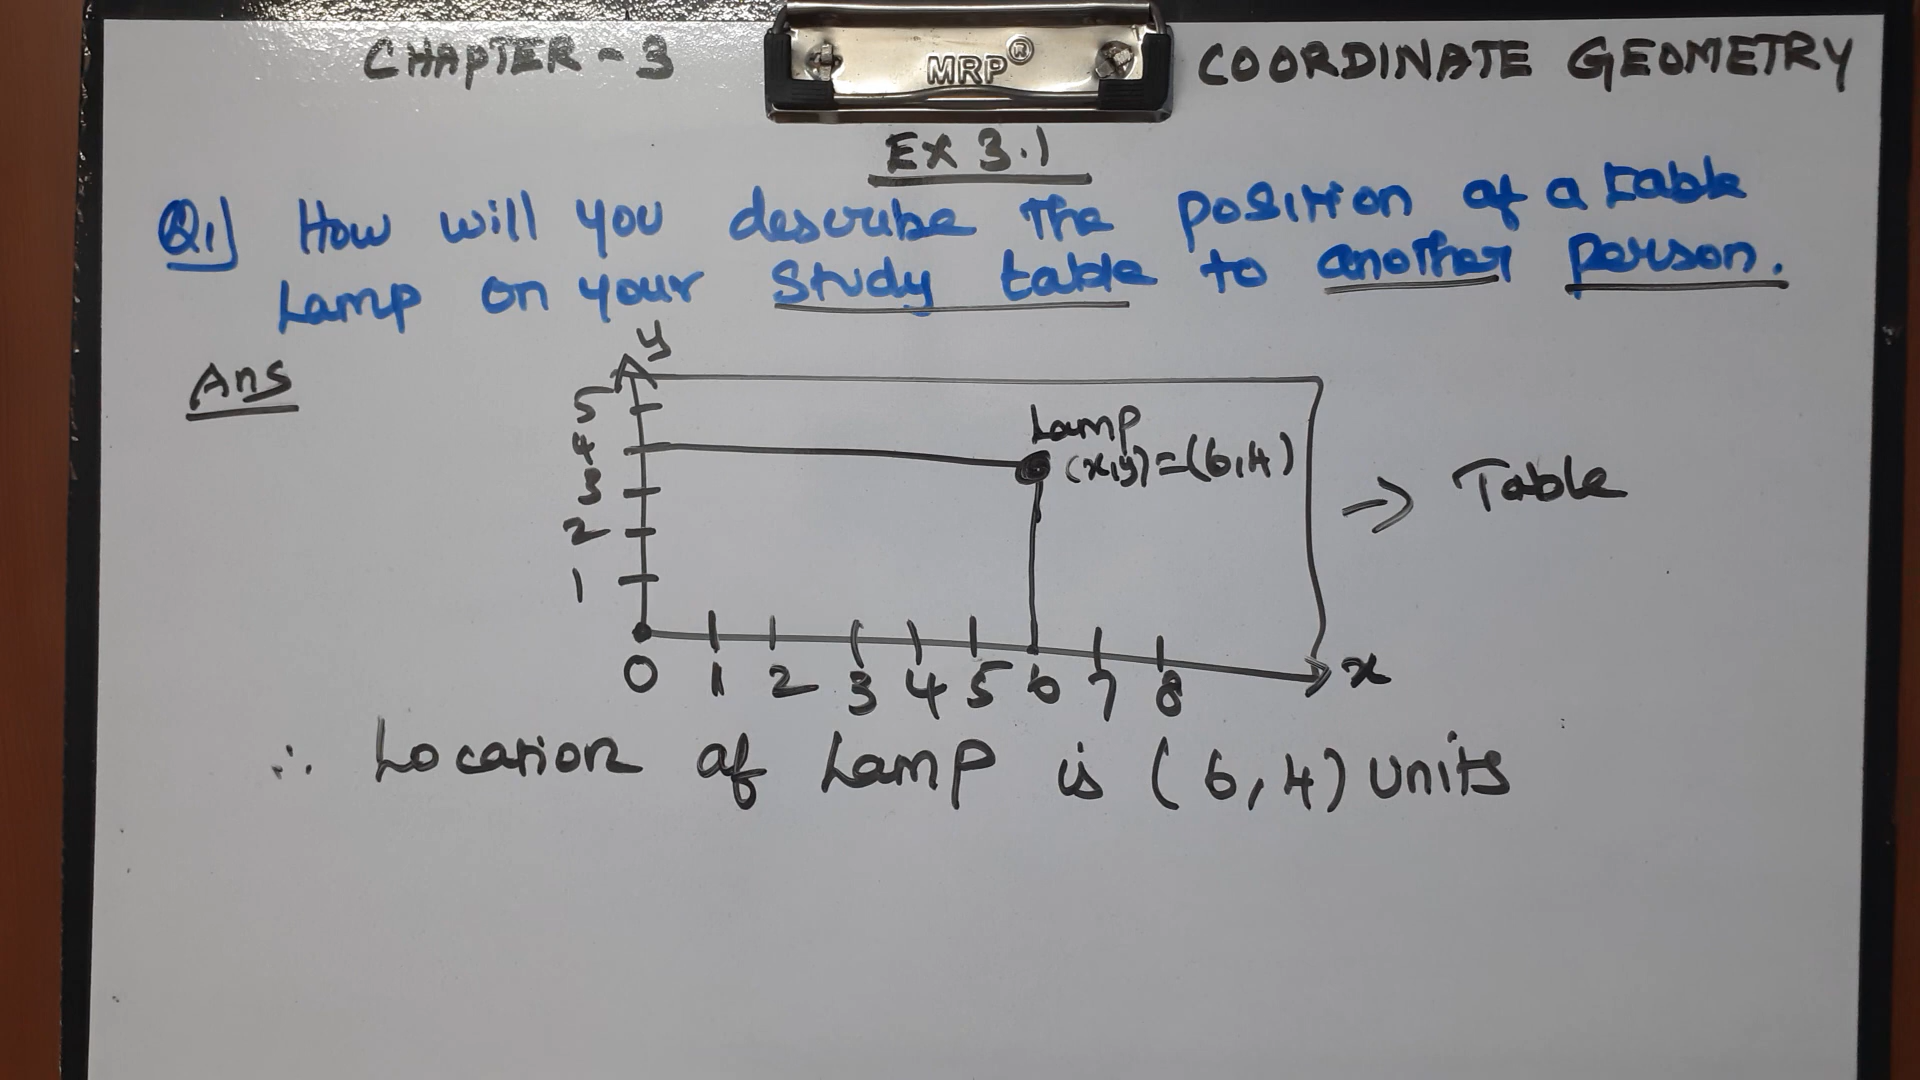 CHAPTER - 3
MRP®
COORDINATE GEOMETRY
EX 3.1
Q1) How will you describe the position of a table
Lamp on your study table to another person.
Ans
y
5
4
3
2
1
Lamp
(x,y)=(6,4)
→ Table
0 1 2 3 4 5 6 7 8
x
∴ Location of Lamp is (6,4) units